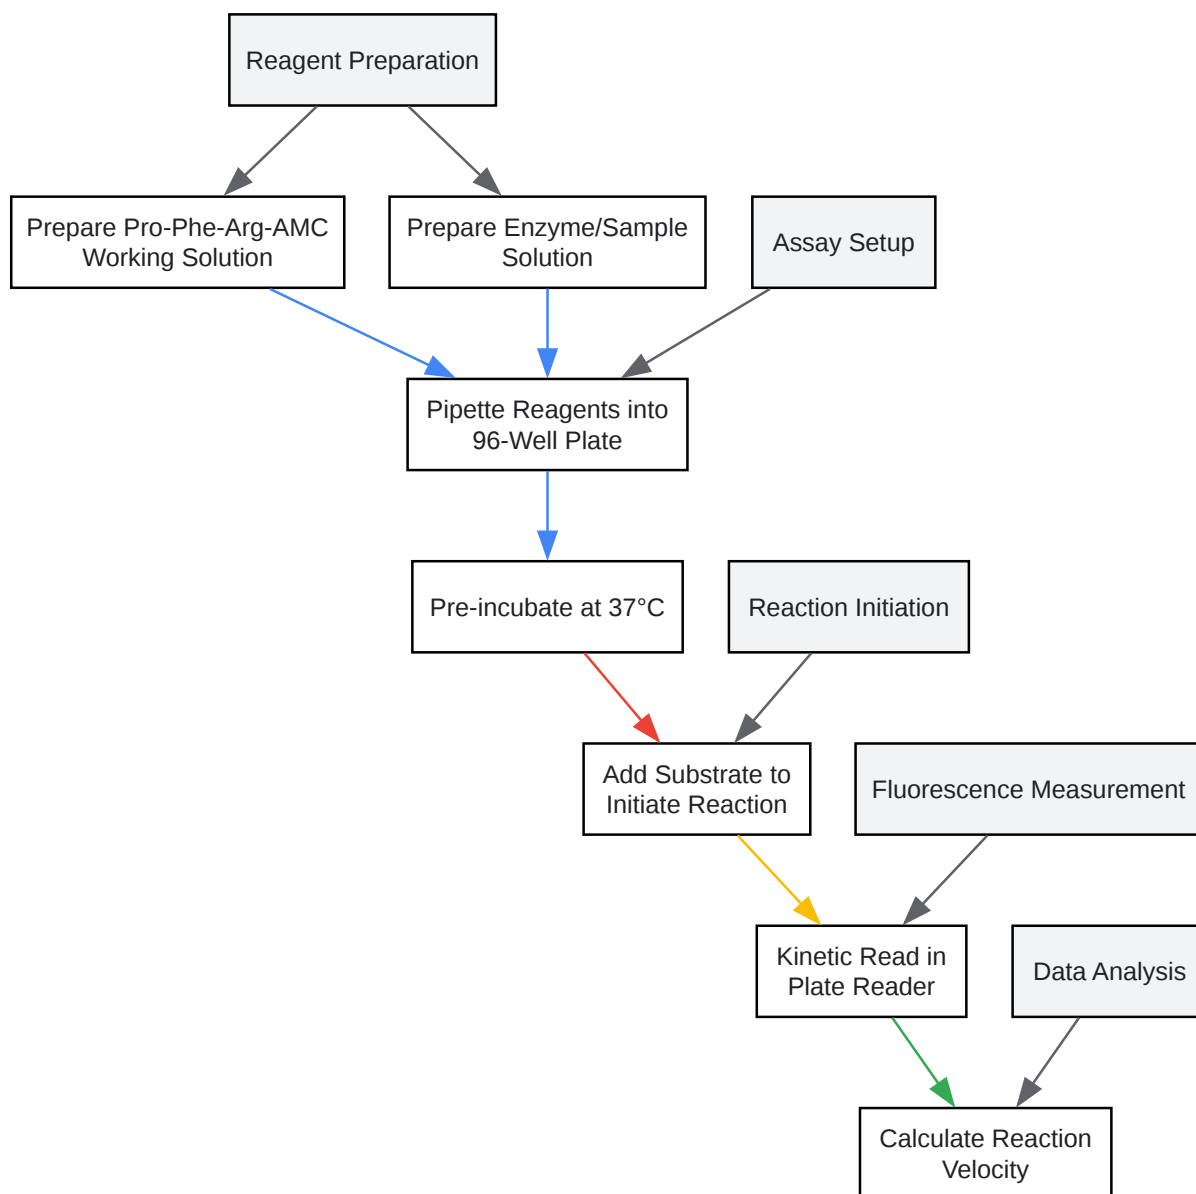 Reagent Preparation
Prepare Pro-Phe-Arg-AMC
Working Solution
Prepare Enzyme/Sample
Solution
Assay Setup
Pipette Reagents into
96-Well Plate
Pre-incubate at 37°C
Reaction Initiation
Add Substrate to
Initiate Reaction
Fluorescence Measurement
Kinetic Read in
Plate Reader
Data Analysis
Calculate Reaction
Velocity